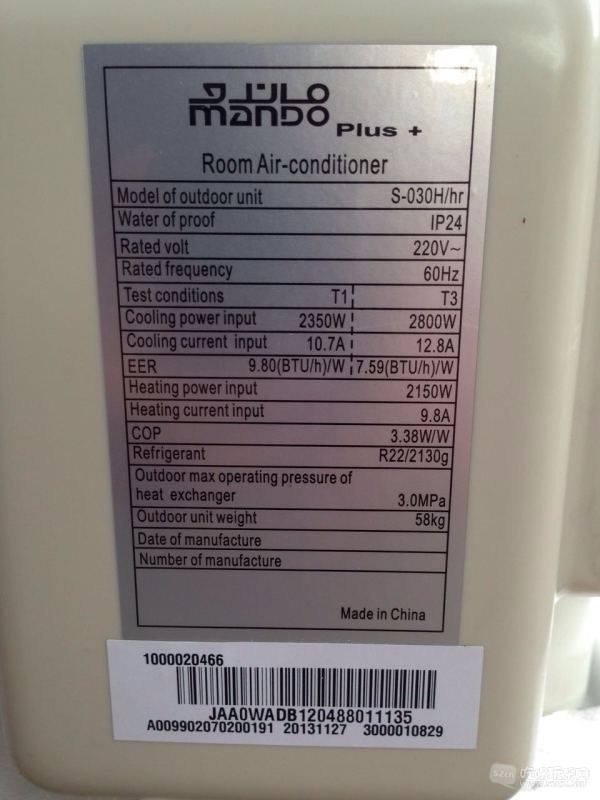 ماندو
mando Plus +
Room Air-conditioner
Model of outdoor unit S-030H/hr
Water of proof IP24
Rated volt 220V~
Rated frequency 60Hz
Test conditions T1 T3
Cooling power input 2350W 2800W
Cooling current input 10.7A 12.8A
EER 9.80(BTU/h)/W 7.59(BTU/h)/W
Heating power input 2150W
Heating current input 9.8A
COP 3.38W/W
Refrigerant R22/2130g
Outdoor max operating pressure of
heat exchanger 3.0MPa
Outdoor unit weight 58kg
Date of manufacture
Number of manufacture
Made in China
1000020466
JAA0WADB120488011135
A009902070200191 20131127 3000010829